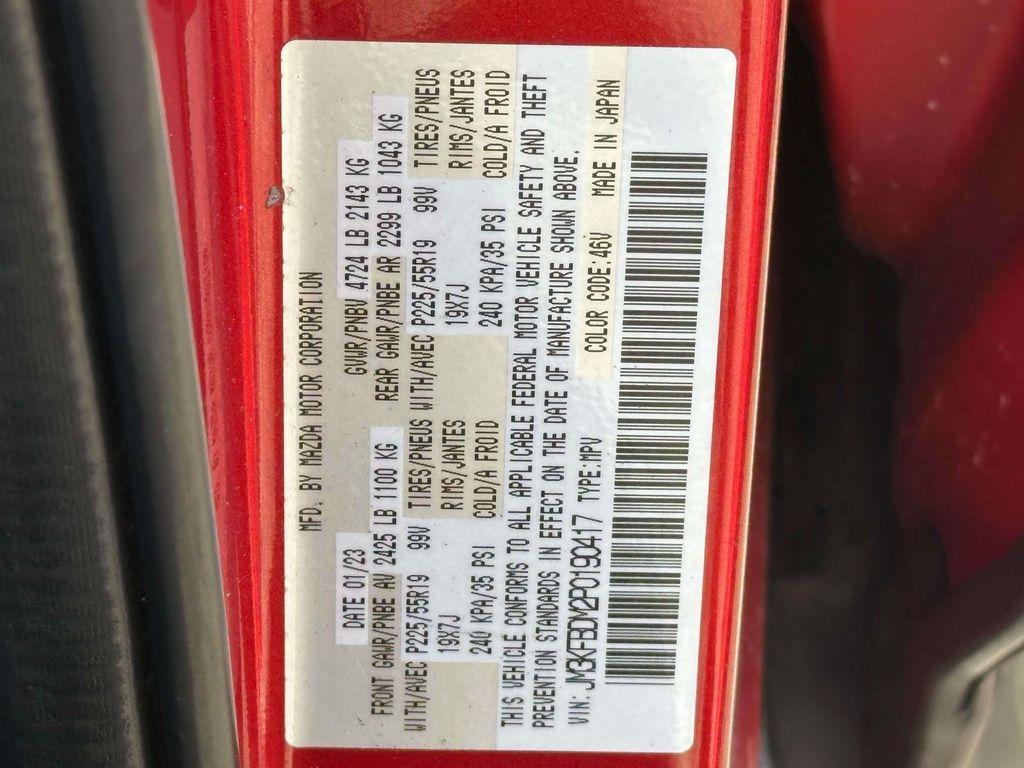 MFD. BY MAZDA MOTOR CORPORATION
DATE 01/23 GVWR/PNBV 4724 LB 2143 KG
FRONT GAWR/PNBE AV 2425 LB 1100 KG REAR GAWR/PNBE AR 2299 LB 1043 KG
WITH/AVEC P225/55R19 99V TIRES/PNEUS WITH/AVEC P225/55R19 99V TIRES/PNEUS
19X7J RIMS/JANTES 19X7J RIMS/JANTES
240 KPA/35 PSI COLD/A FROID 240 KPA/35 PSI COLD/A FROID
THIS VEHICLE CONFORMS TO ALL APPLICABLE FEDERAL MOTOR VEHICLE SAFETY AND THEFT
PREVENTION STANDARDS IN EFFECT ON THE DATE OF MANUFACTURE SHOWN ABOVE.
VIN: JM3KFBDM2P0190417 TYPE:MPV COLOR CODE:46V MADE IN JAPAN